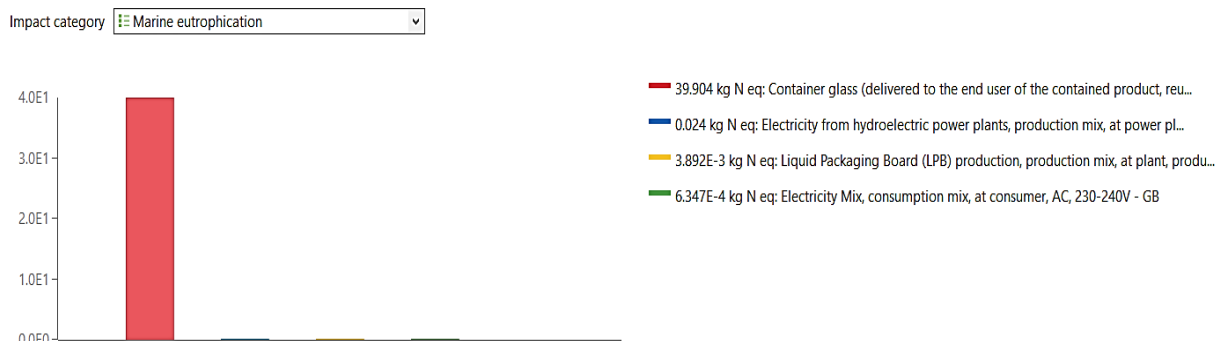 Impact category Marine eutrophication
4.0E1
3.0E1
2.0E1
1.0E1
0.0E0
39.904 kg N eq: Container glass (delivered to the end user of the contained product, reu...
0.024 kg N eq: Electricity from hydroelectric power plants, production mix, at power pl...
3.892E-3 kg N eq: Liquid Packaging Board (LPB) production, production mix, at plant, produ...
6.347E-4 kg N eq: Electricity Mix, consumption mix, at consumer, AC, 230-240V - GB